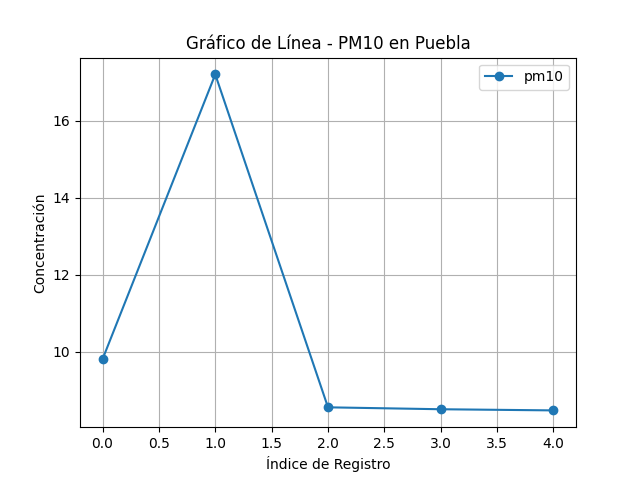 Gráfico de Línea - PM10 en Puebla
pm10
16
14
12
10
Concentración
0.0 0.5 1.0 1.5 2.0 2.5 3.0 3.5 4.0
Índice de Registro